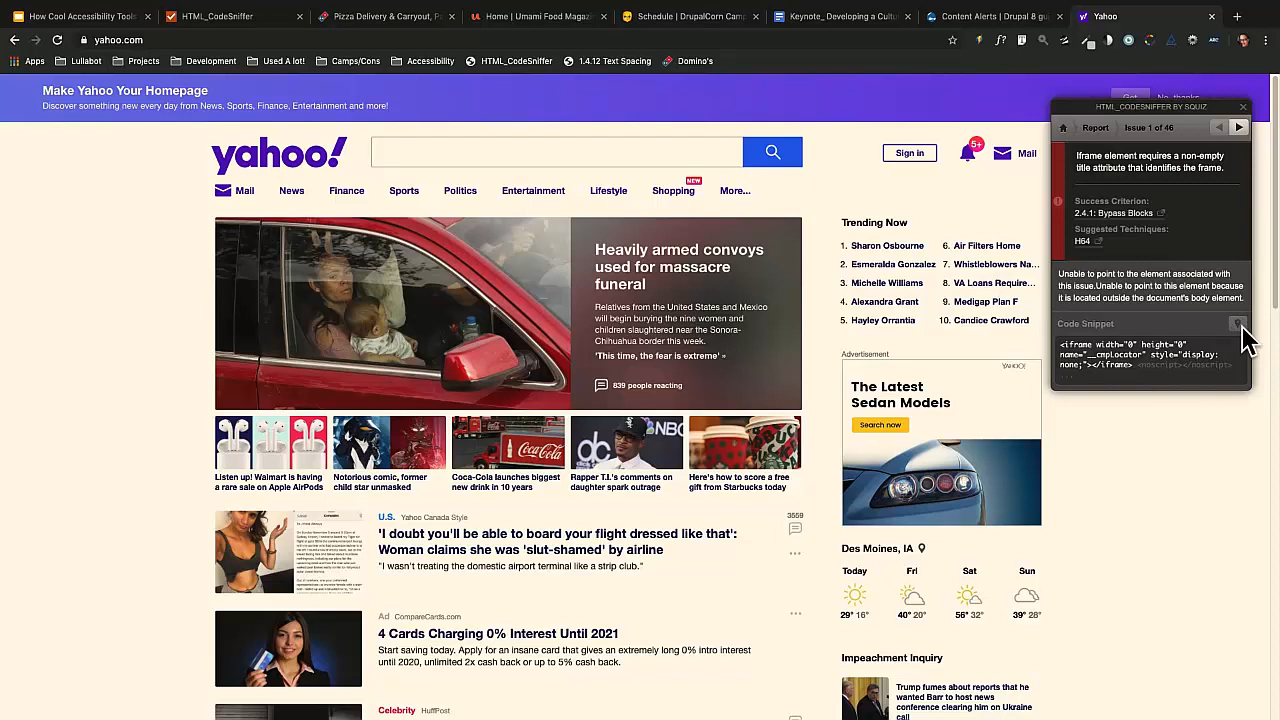 How Cool Accessibility Tools
HTML_CodeSniffer
Pizza Delivery & Carryout, Pa
Home | Umami Food Magazin
Schedule | DrupalCorn Camp
Keynote_ Developing a Cultu
Content Alerts | Drupal 8 gui
Yahoo
yahoo.com
Apps
Lullabot
Projects
Development
Used A lot!
Camps/Cons
Accessibility
HTML_CodeSniffer
1.4.12 Text Spacing
Domino's
Make Yahoo Your Homepage
Discover something new every day from News, Sports, Finance, Entertainment and more!
yahoo!
Sign in
5+
Mail
Mail
News
Finance
Sports
Politics
Entertainment
Lifestyle
Shopping
NEW
More...
HTML_CODESNIFFER BY SQUIZ
Report
Issue 1 of 46
Iframe element requires a non-empty
title attribute that identifies the frame.
Success Criterion:
2.4.1: Bypass Blocks
Suggested Techniques:
H64
Unable to point to the element associated with
this issue.Unable to point to this element because
it is located outside the document's body element.
Code Snippet
<iframe width="0" height="0"
name="__cmpLocator" style="display:
none;"></iframe> <noscript></noscript>
Heavily armed convoys
used for massacre
funeral
Relatives from the United States and Mexico
will begin burying the nine women and
children slaughtered near the Sonora-
Chihuahua border this week.
'This time, the fear is extreme' »
839 people reacting
Trending Now
1. Sharon Osbourne
2. Esmeralda Gonzalez
3. Michelle Williams
4. Alexandra Grant
5. Hayley Orrantia
6. Air Filters Home
7. Whistleblowers Na...
8. VA Loans Require...
9. Medigap Plan F
10. Candice Crawford
Advertisement
YAHOO!
The Latest
Sedan Models
Search now
Coca-Cola
NBC
Listen up! Walmart is having
a rare sale on Apple AirPods
Notorious comic, former
child star unmasked
Coca-Cola launches biggest
new drink in 10 years
Rapper T.I.'s comments on
daughter spark outrage
Here's how to score a free
gift from Starbucks today
U.S. Yahoo Canada Style
3559
'I doubt you'll be able to board your flight dressed like that':
Woman claims she was 'slut-shamed' by airline
"I wasn't treating the domestic airport terminal like a strip club."
Ad CompareCards.com
4 Cards Charging 0% Interest Until 2021
Start saving today. Apply for an insane card that gives an extremely long 0% intro interest
until 2020, unlimited 2x cash back or up to 5% cash back.
Celebrity HuffPost
Des Moines, IA
Today
Fri
Sat
Sun
29° 16°
40° 20°
56° 32°
39° 28°
Impeachment Inquiry
Trump fumes about reports that he
wanted Barr to host news
conference clearing him on Ukraine
call